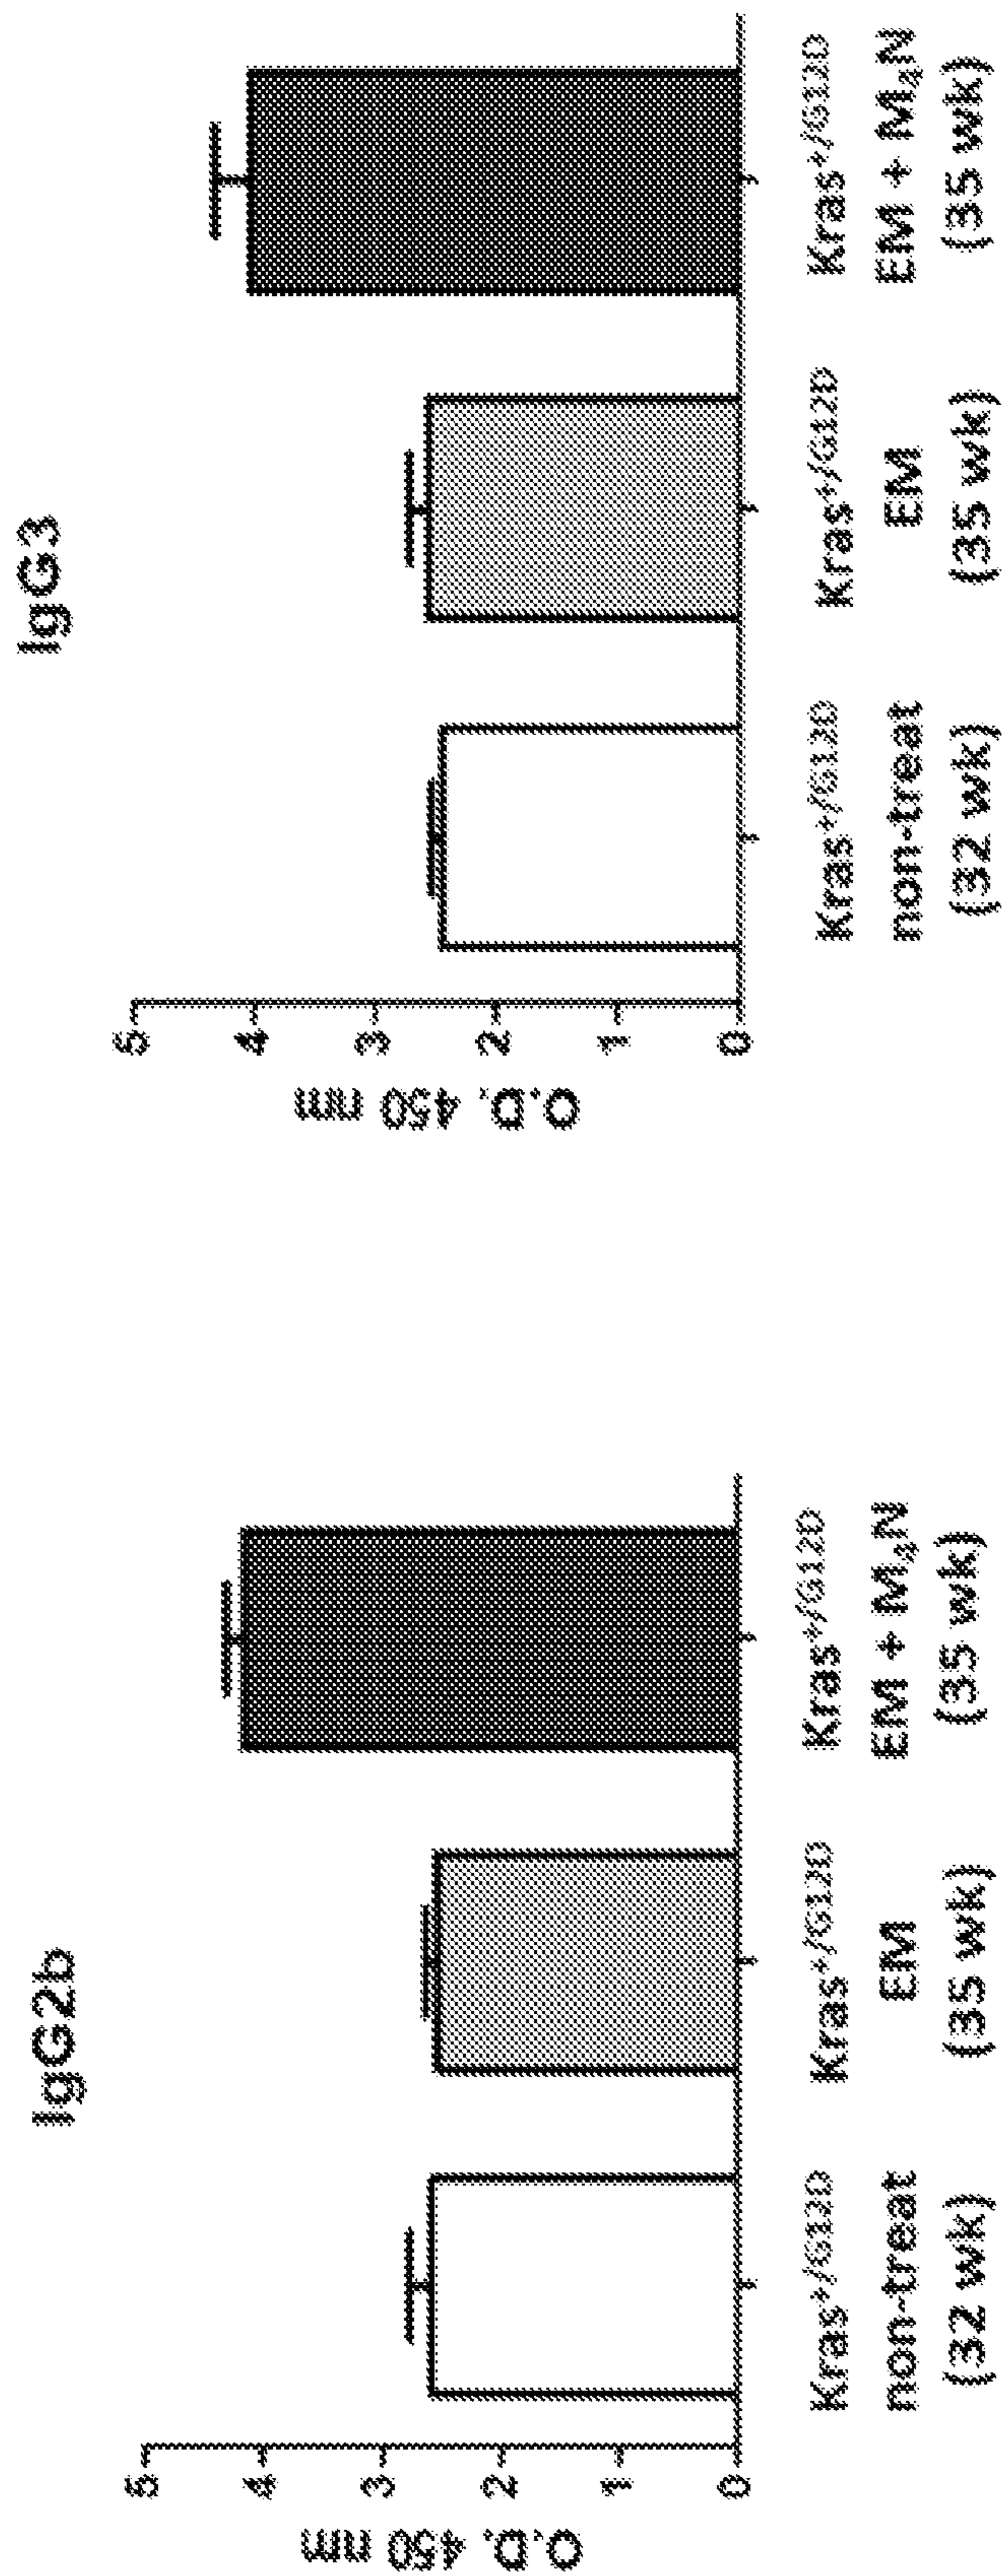 IgG2b
O.D. 450 nm
5
4
3
2
1
0
Kras+/G12D
non-treat
(32 wk)
Kras+/G12D
EM
(35 wk)
Kras+/G12D
EM + M4N
(35 wk)
IgG3
O.D. 450 nm
5
4
3
2
1
0
Kras+/G12D
non-treat
(32 wk)
Kras+/G12D
EM
(35 wk)
Kras+/G12D
EM + M4N
(35 wk)